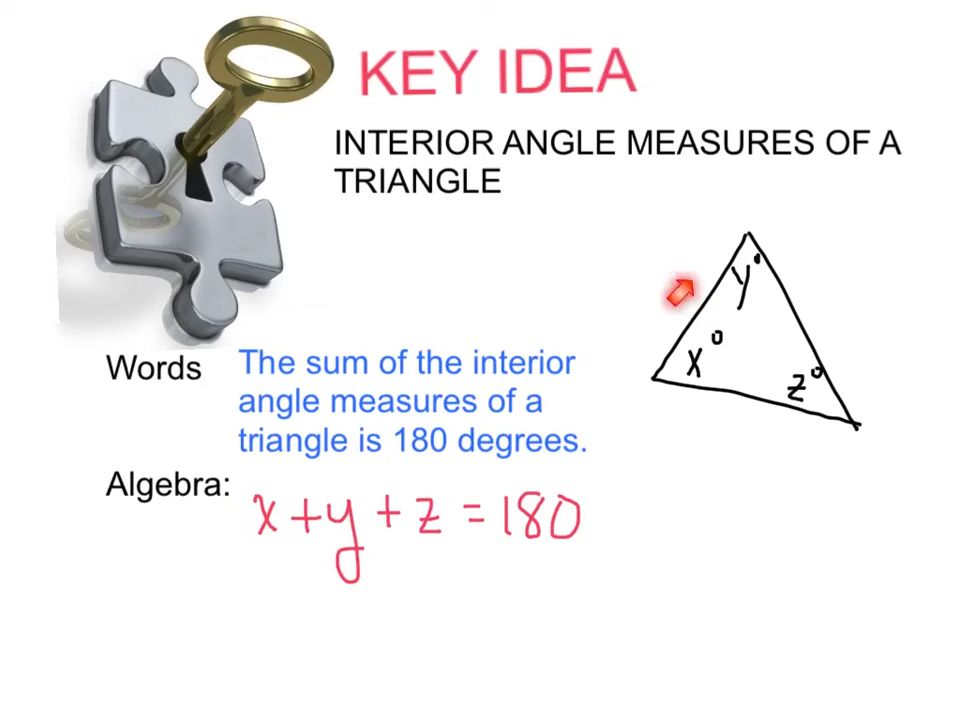 KEY IDEA
INTERIOR ANGLE MEASURES OF A
TRIANGLE
y°
x°
z°
Words
The sum of the interior
angle measures of a
triangle is 180 degrees.
Algebra:
x + y + z = 180